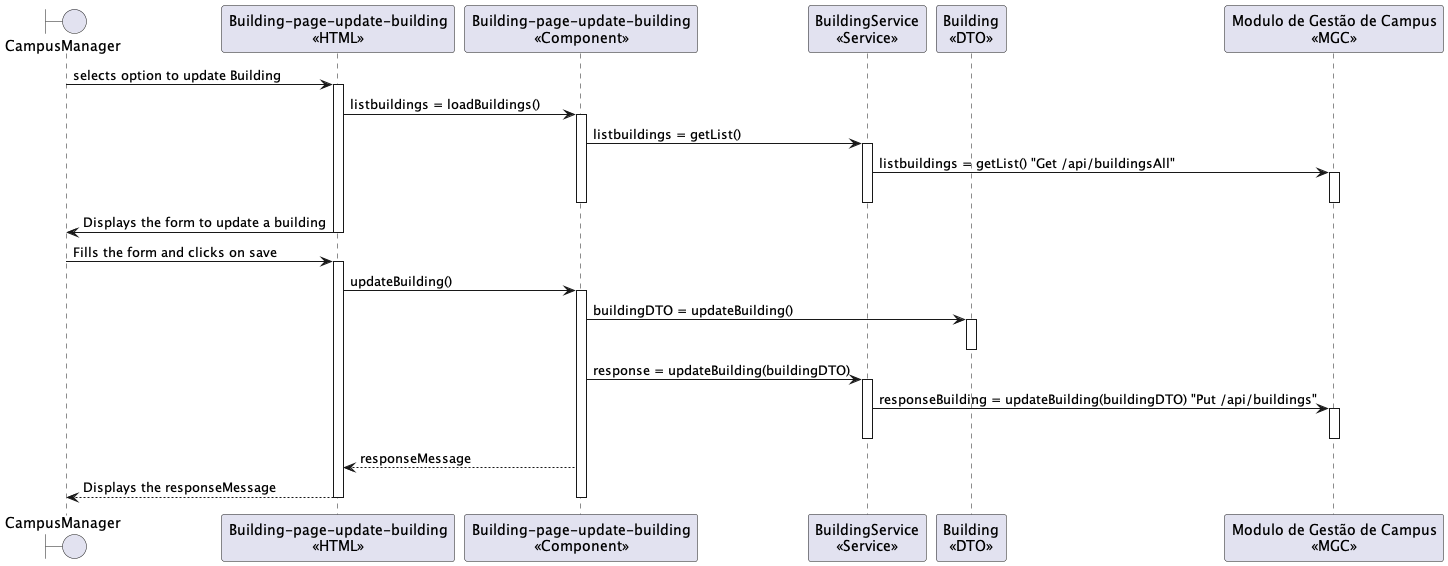 Building-page-update-building
«HTML»
Building-page-update-building
«Component»
BuildingService
«Service»
Building
«DTO»
Modulo de Gestão de Campus
«MGC»
CampusManager
selects option to update Building
listbuildings = loadBuildings()
listbuildings = getList()
listbuildings = getList() "Get /api/buildingsAll"
Displays the form to update a building
Fills the form and clicks on save
updateBuilding()
buildingDTO = updateBuilding()
response = updateBuilding(buildingDTO)
responseBuilding = updateBuilding(buildingDTO) "Put /api/buildings"
responseMessage
Displays the responseMessage
CampusManager
Building-page-update-building
«HTML»
Building-page-update-building
«Component»
BuildingService
«Service»
Building
«DTO»
Modulo de Gestão de Campus
«MGC»